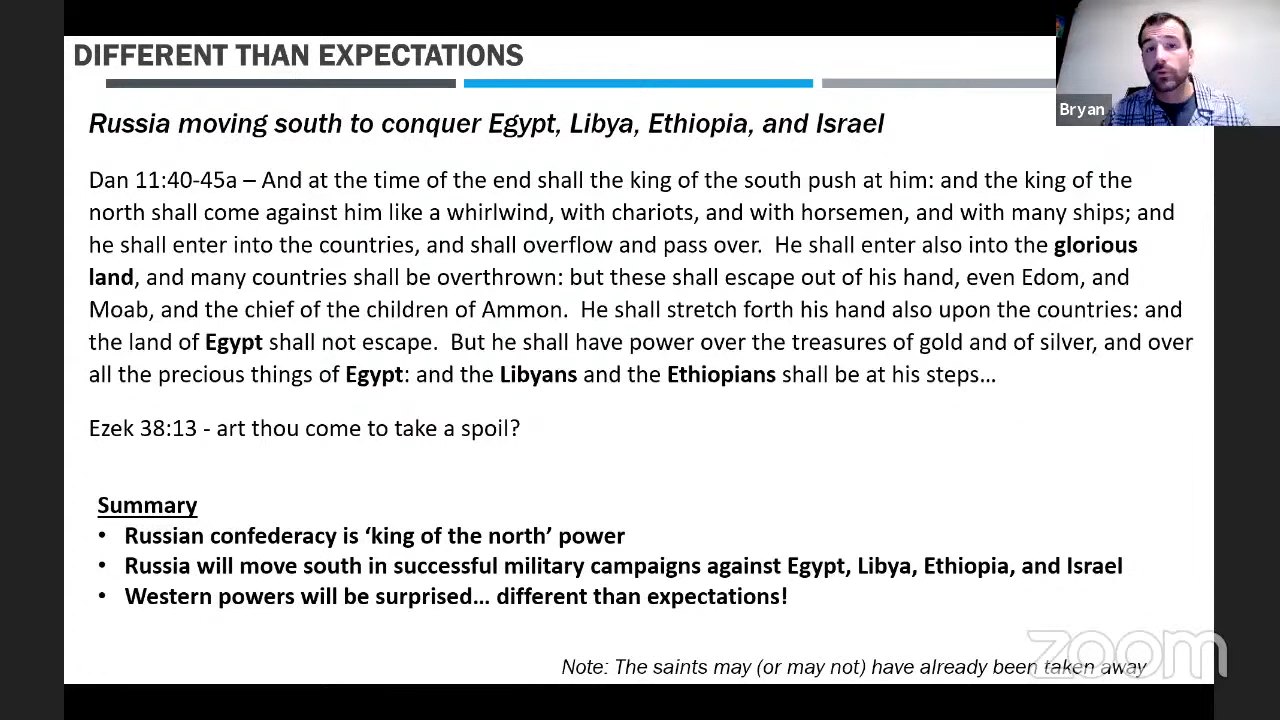 DIFFERENT THAN EXPECTATIONS
Bryan
Russia moving south to conquer Egypt, Libya, Ethiopia, and Israel
Dan 11:40-45a – And at the time of the end shall the king of the south push at him: and the king of the
north shall come against him like a whirlwind, with chariots, and with horsemen, and with many ships; and
he shall enter into the countries, and shall overflow and pass over.  He shall enter also into the glorious
land, and many countries shall be overthrown: but these shall escape out of his hand, even Edom, and
Moab, and the chief of the children of Ammon.  He shall stretch forth his hand also upon the countries: and
the land of Egypt shall not escape.  But he shall have power over the treasures of gold and of silver, and over
all the precious things of Egypt: and the Libyans and the Ethiopians shall be at his steps…
Ezek 38:13 - art thou come to take a spoil?
Summary
• Russian confederacy is ‘king of the north’ power
• Russia will move south in successful military campaigns against Egypt, Libya, Ethiopia, and Israel
• Western powers will be surprised… different than expectations!
zoom
Note: The saints may (or may not) have already been taken away